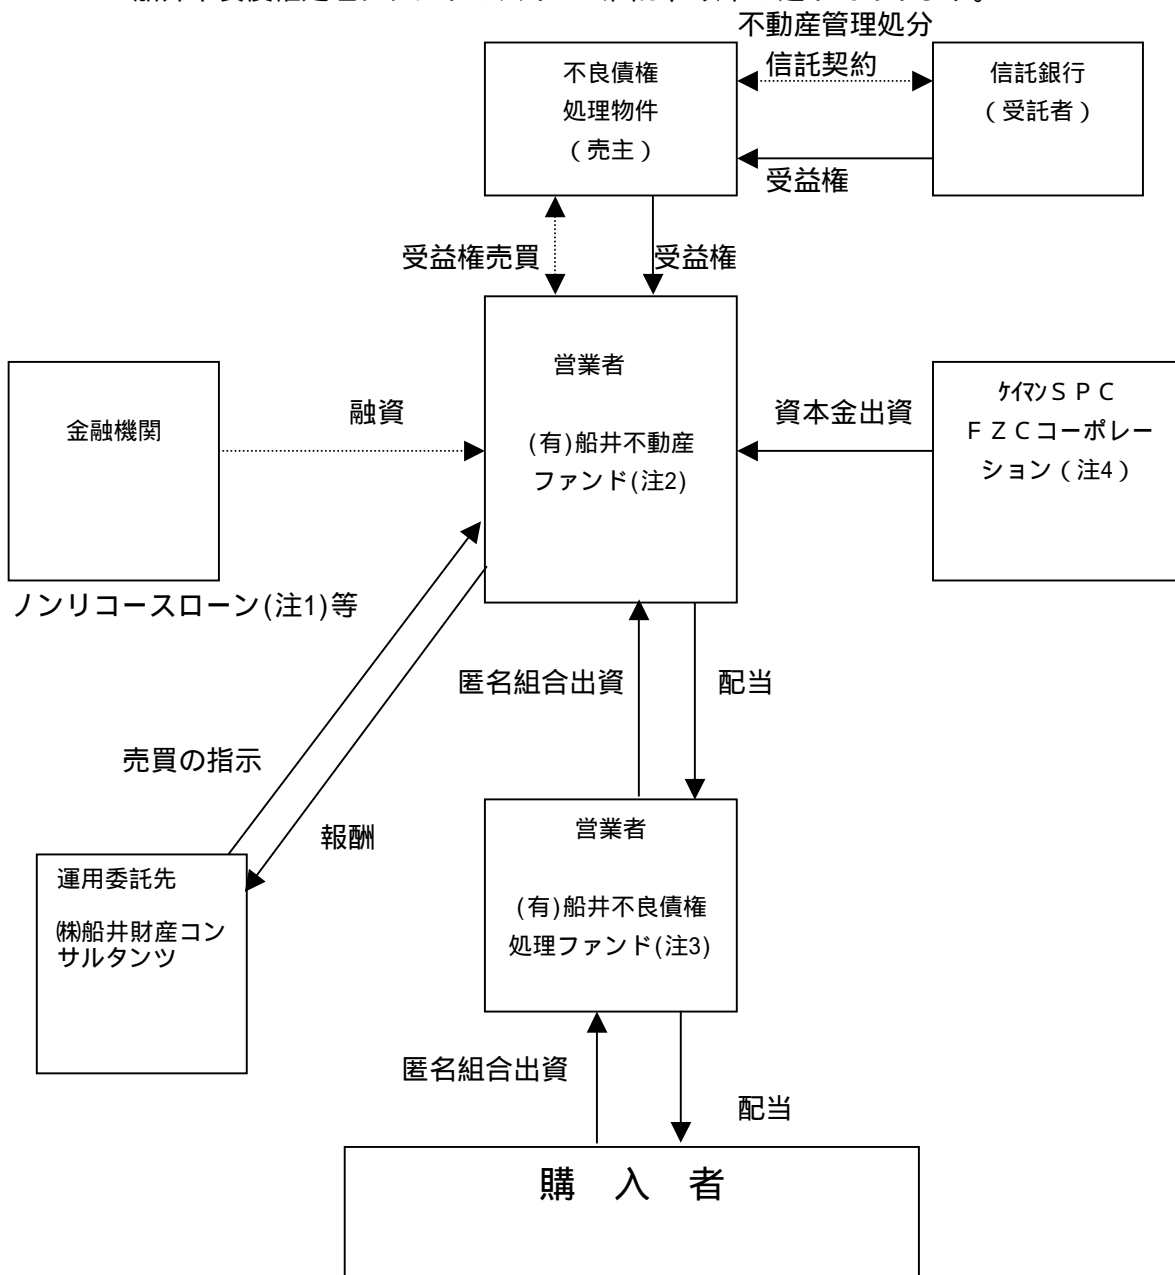 不動産管理処分
信託契約
不良債権
処理物件
（売主）
信託銀行
（受託者）
受益権
受益権売買
受益権
営業者
(有)船井不動産
ファンド(注2)
金融機関
融資
資本金出資
ｹｲﾏﾝＳＰＣ
ＦＺＣコーポレー
ション（注4）
ノンリコースローン(注1)等
匿名組合出資
配当
売買の指示
報酬
営業者
(有)船井不良債権
処理ファンド(注3)
運用委託先
㈱船井財産コン
サルタンツ
匿名組合出資
配当
購　入　者